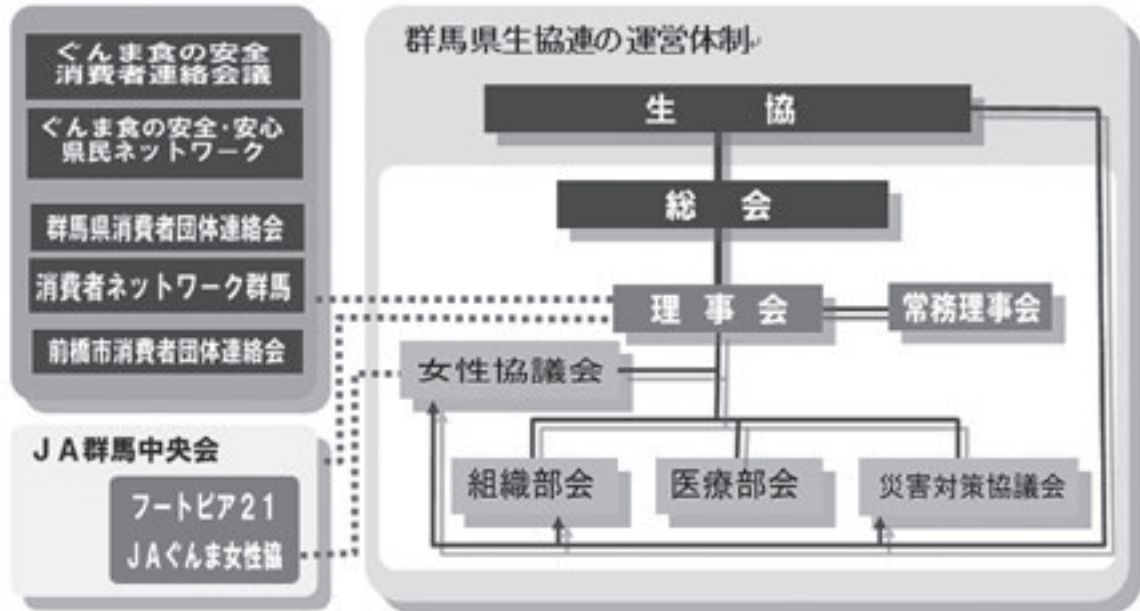 ぐんま食の安全
消費者連絡会議
ぐんま食の安全・安心
県民ネットワーク
群馬県消費者団体連絡会
消費者ネットワーク群馬
前橋市消費者団体連絡会
JA群馬中央会
フートピア21
JAぐんま女性協
群馬県生協連の運営体制
生 協
総 会
理 事 会
常務理事会
女性協議会
組織部会
医療部会
災害対策協議会